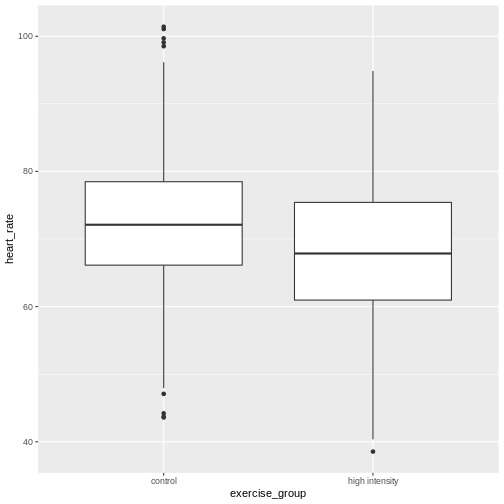 heart_rate
100
80
60
40
control
high intensity
exercise_group